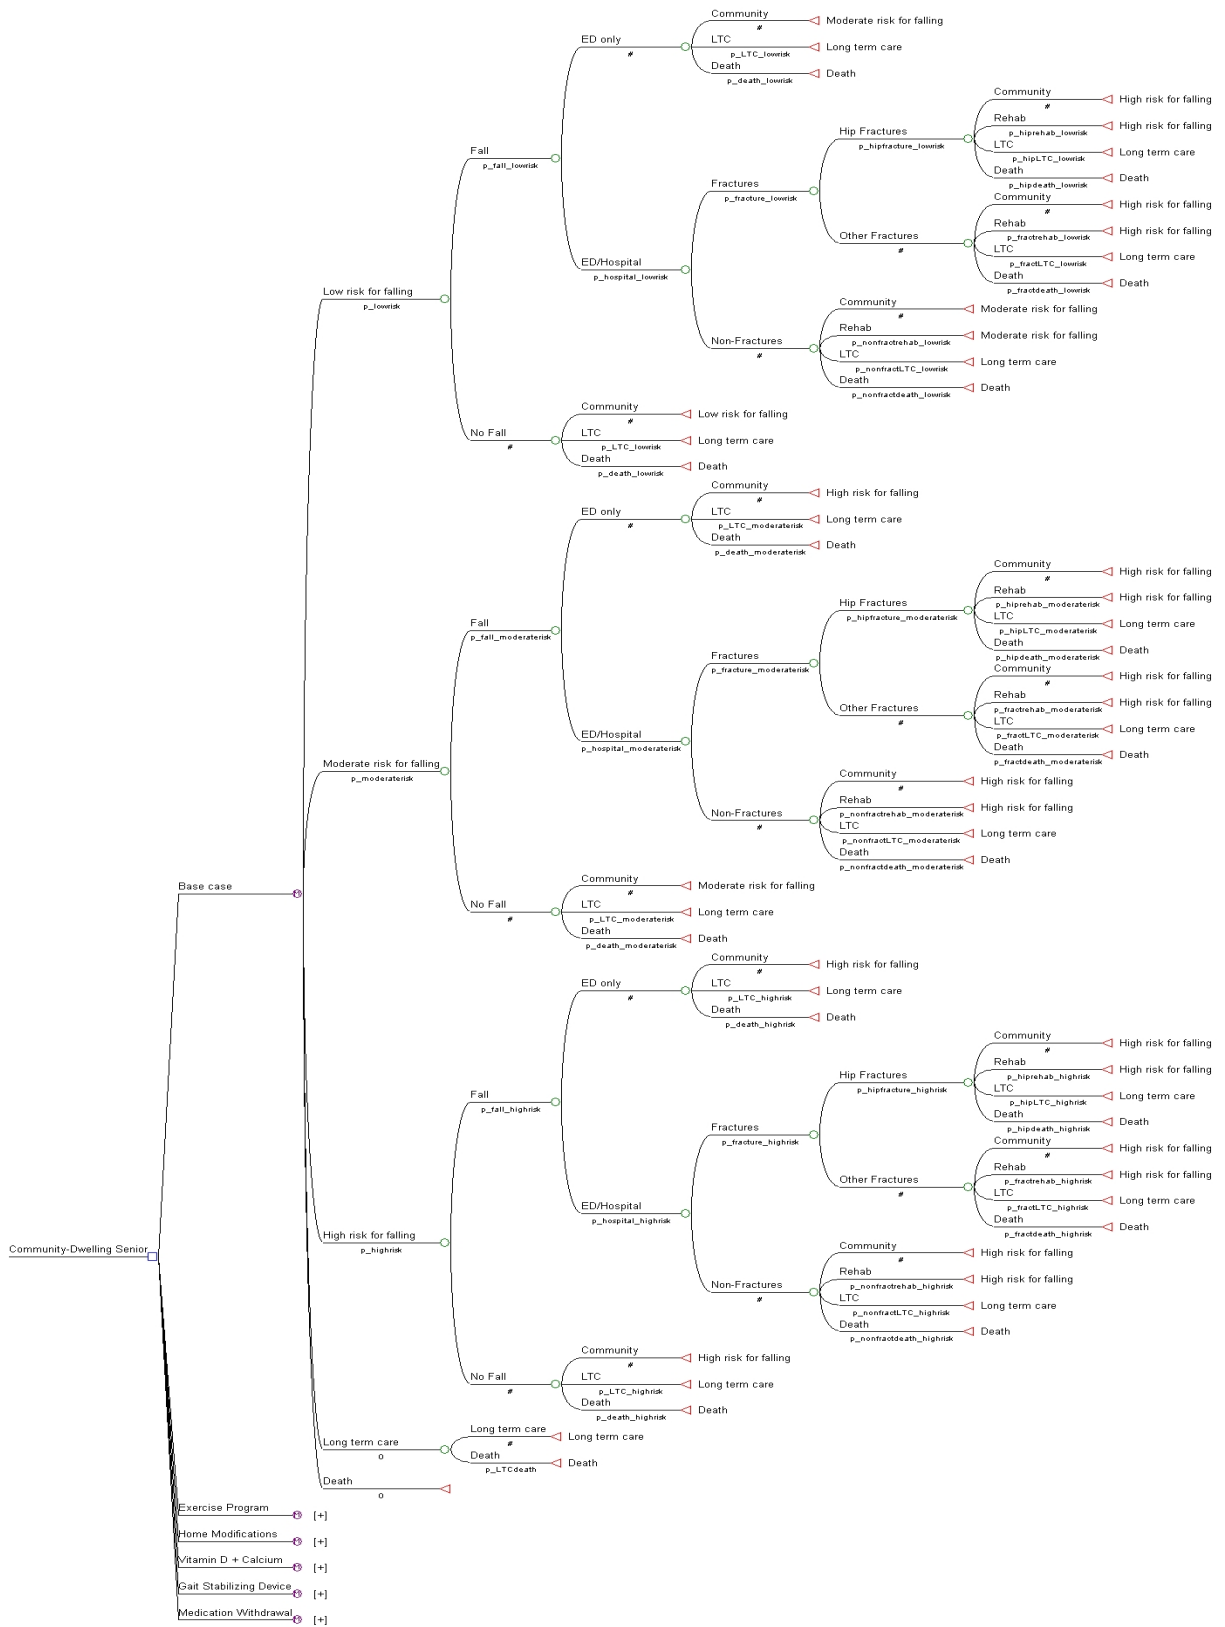 Community
#
Moderate risk for falling
ED only
#
LTC
p_LTC_lowrisk
Long term care
Death
p_death_lowrisk
Death
Fall
p_fall_lowrisk
Community
#
High risk for falling
Hip Fractures
p_hipfracture_lowrisk
Rehab
p_hiprehab_lowrisk
High risk for falling
LTC
p_hipLTC_lowrisk
Long term care
Death
p_hipdeath_lowrisk
Death
Fractures
p_fracture_lowrisk
Community
#
High risk for falling
Other Fractures
#
Rehab
p_fractrehab_lowrisk
High risk for falling
LTC
p_fractLTC_lowrisk
Long term care
Death
p_fractdeath_lowrisk
Death
ED/Hospital
p_hospital_lowrisk
Low risk for falling
p_lowrisk
Community
#
Moderate risk for falling
Non-Fractures
#
Rehab
p_nonfractrehab_lowrisk
Moderate risk for falling
LTC
p_nonfractLTC_lowrisk
Long term care
Death
p_nonfractdeath_lowrisk
Death
Community
#
Low risk for falling
No Fall
#
LTC
p_LTC_lowrisk
Long term care
Death
p_death_lowrisk
Death
Community
#
High risk for falling
ED only
#
LTC
p_LTC_moderaterisk
Long term care
Death
p_death_moderaterisk
Death
Fall
p_fall_moderaterisk
Community
#
High risk for falling
Hip Fractures
p_hipfracture_moderaterisk
Rehab
p_hiprehab_moderaterisk
High risk for falling
LTC
p_hipLTC_moderaterisk
Long term care
Death
p_hipdeath_moderaterisk
Death
Fractures
p_fracture_moderaterisk
Community
#
High risk for falling
Other Fractures
#
Rehab
p_fractrehab_moderaterisk
High risk for falling
LTC
p_fractLTC_moderaterisk
Long term care
Death
p_fractdeath_moderaterisk
Death
ED/Hospital
p_hospital_moderaterisk
Moderate risk for falling
p_moderaterisk
Community
#
High risk for falling
Non-Fractures
#
Rehab
p_nonfractrehab_moderaterisk
High risk for falling
LTC
p_nonfractLTC_moderaterisk
Long term care
Death
p_nonfractdeath_moderaterisk
Death
Base case
Community
#
Moderate risk for falling
No Fall
#
LTC
p_LTC_moderaterisk
Long term care
Death
p_death_moderaterisk
Death
Community
#
High risk for falling
ED only
#
LTC
p_LTC_highrisk
Long term care
Death
p_death_highrisk
Death
Fall
p_fall_highrisk
Community
#
High risk for falling
Hip Fractures
p_hipfracture_highrisk
Rehab
p_hiprehab_highrisk
High risk for falling
LTC
p_hipLTC_highrisk
Long term care
Death
p_hipdeath_highrisk
Death
Fractures
p_fracture_highrisk
Community
#
High risk for falling
Other Fractures
#
Rehab
p_fractrehab_highrisk
High risk for falling
LTC
p_fractLTC_highrisk
Long term care
Death
p_fractdeath_highrisk
Death
ED/Hospital
p_hospital_highrisk
High risk for falling
p_highrisk
Community-Dwelling Senior
Community
#
High risk for falling
Non-Fractures
#
Rehab
p_nonfractrehab_highrisk
High risk for falling
LTC
p_nonfractLTC_highrisk
Long term care
Death
p_nonfractdeath_highrisk
Death
Community
#
High risk for falling
No Fall
#
LTC
p_LTC_highrisk
Long term care
Death
p_death_highrisk
Death
Long term care
0
Long term care
#
Long term care
Death
p_LTCdeath
Death
Death
0
Exercise Program
[+]
Home Modifications
[+]
Vitamin D + Calcium
[+]
Gait Stabilizing Device
[+]
Medication Withdrawal
[+]